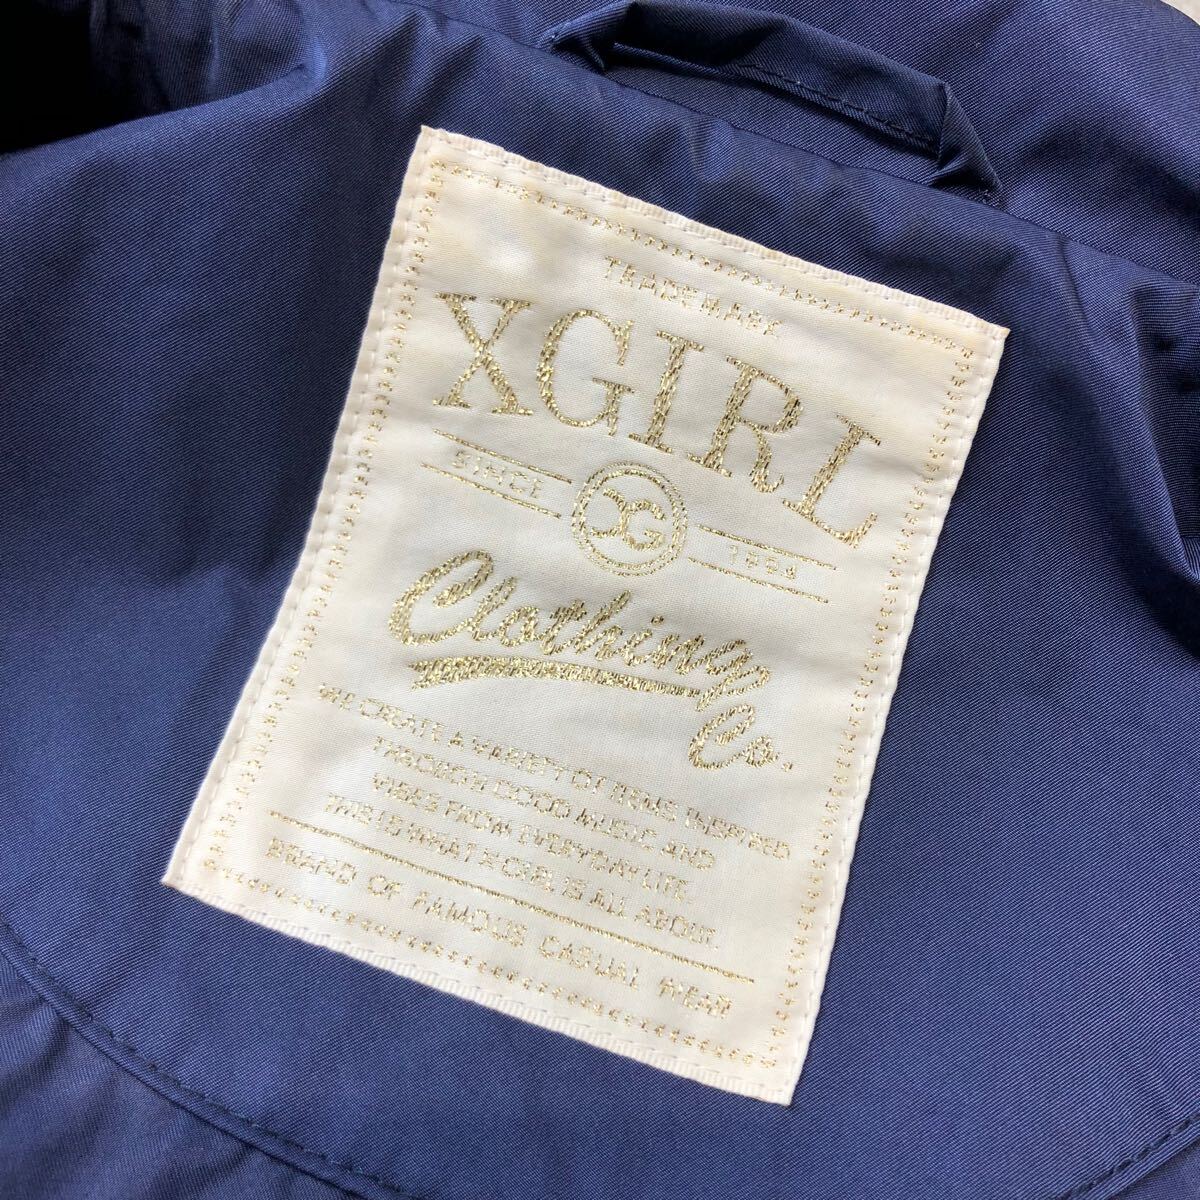 TRADEMARK
XGIRL
SINCE XG 1994
Clothing Co.
WE CREATE A VARIETY OF ITEMS INSPIRED
THROUGH GOOD MUSIC AND
VIBES FROM EVERYDAY LIFE.
THIS IS WHAT X-GIRL IS ALL ABOUT.
BRAND OF FAMOUS CASUAL WEAR